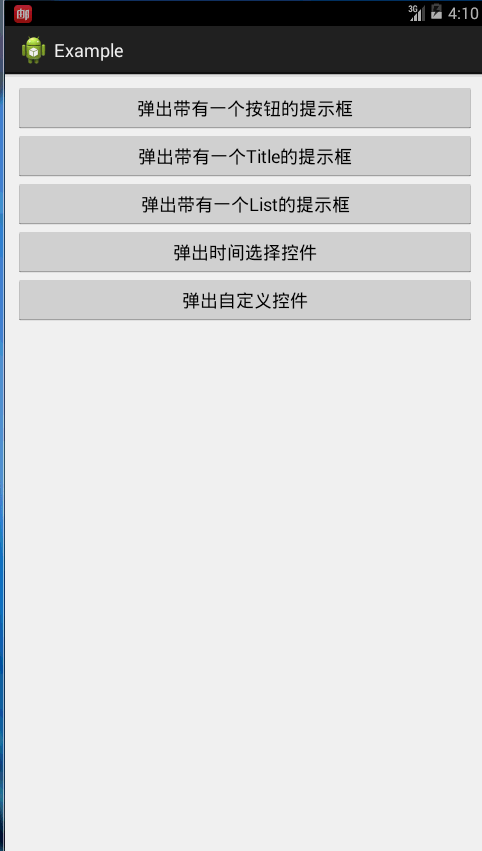 3G 4:10
Example
弹出带有一个按钮的提示框
弹出带有一个Title的提示框
弹出带有一个List的提示框
弹出时间选择控件
弹出自定义控件